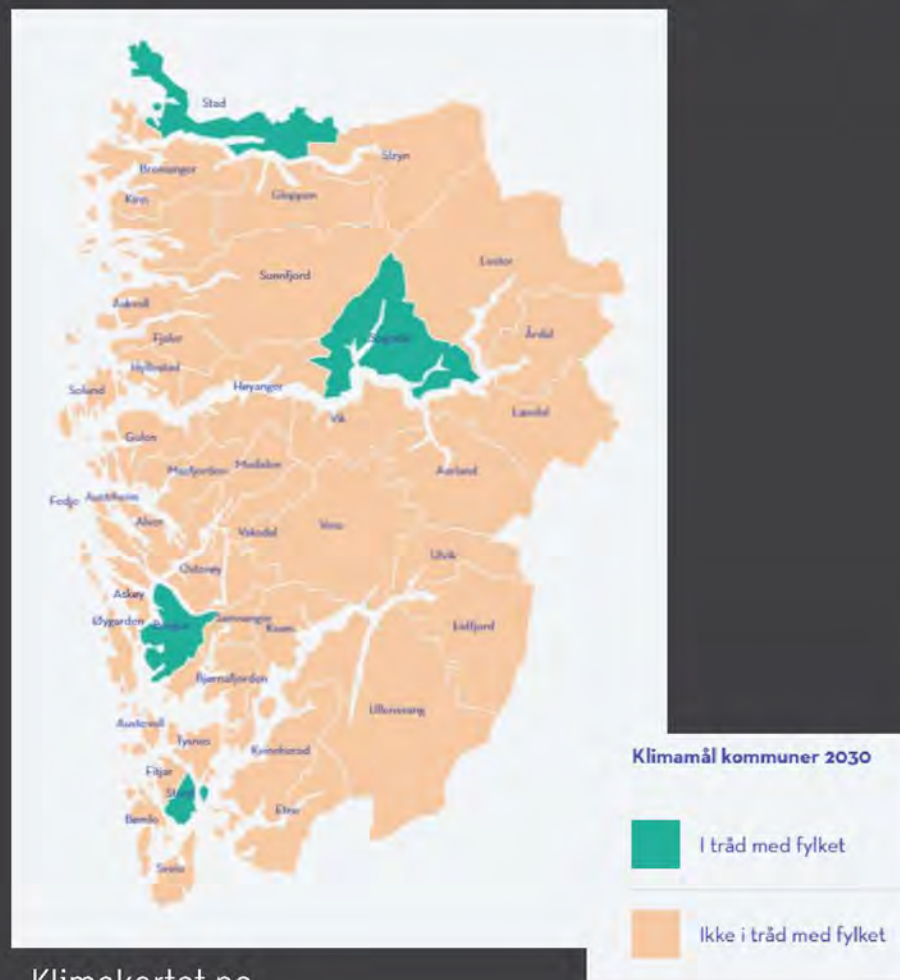 Stad
Stryn
Bremanger
Gloppen
Kinn
Luster
Sunnfjord
Askvoll
Årdal
Fjaler
Sogndal
Hyllestad
Høyanger
Solund
Lærdal
Vik
Gulen
Masfjorden
Modalen
Aurland
Fedje
Austrheim
Alver
Vaksdal
Voss
Ulvik
Osterøy
Askøy
Øygarden
Bergen
Samnanger
Kvam
Eidfjord
Bjørnafjorden
Ullensvang
Austevoll
Tysnes
Kvinnherad
Fitjar
Stord
Bømlo
Etne
Sveio
Klimamål kommuner 2030
I tråd med fylket
Ikke i tråd med fylket
Klimakartet.no